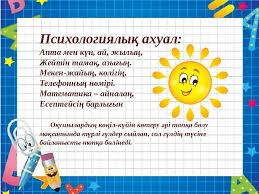 Психологиялық ахуал:
Апта мен күн, ай, жылың,
Жейтін тамақ, азығың.
Мекен-жайың, көлігің,
Телефонның нөмірі.
Математика – айналаң,
Есептейсің барлығын
Оқушылардың көңіл-күйін көтеру әрі топқа бөлу
мақсатында түрлі гүлдер сыйлап, сол гүлдің түсіне
байланысты топқа бөлінеді.